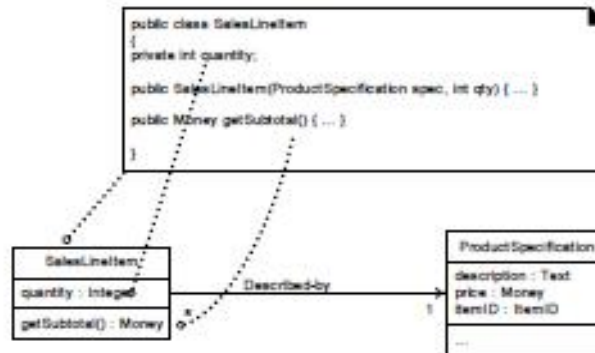 public class SalesLineItem
{
private int quantity;
public SalesLineItem(ProductSpecification spec, int qty) { ... }
public Money getSubtotal() { ... }
}
SalesLineItem
quantity : Integer
getSubtotal() : Money
*
Described-by
1
ProductSpecification
description : Text
price : Money
itemID : ItemID
...